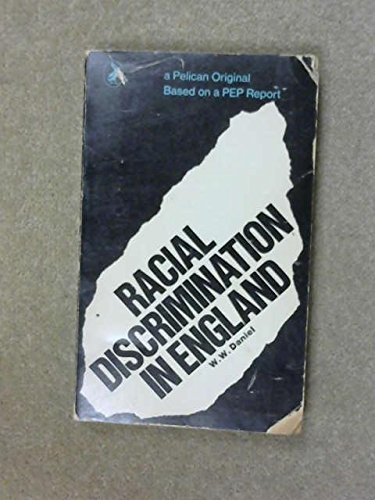 a Pelican Original
Based on a PEP Report
RACIAL
DISCRIMINATION
IN ENGLAND
W. W. Daniel